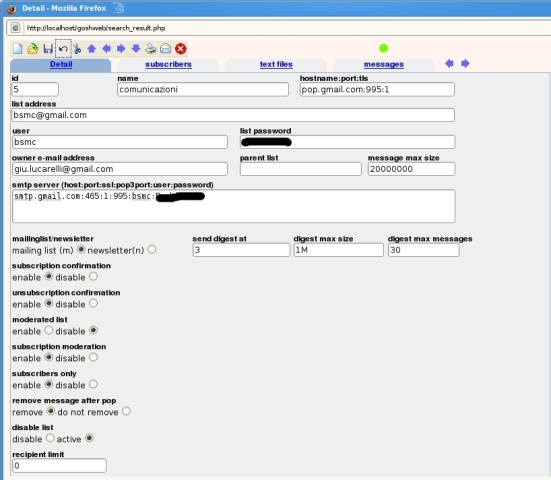 Detail - Mozilla Firefox
http://localhost/goshweb/search_result.php
Detail subscribers text files messages
id name hostname:port:tls
5 comunicazioni pop.gmail.com:995:1
list address
bsmc@gmail.com
user list password
bsmc
owner e-mail address parent list message max size
giu.lucarelli@gmail.com 20000000
smtp server (host:port:ssl:pop3port:user:password)
smtp.gmail.com:465:1:995:bsmc:
mailinglist/newsletter send digest at digest max size digest max messages
mailing list (m) newsletter(n) 3 1M 30
subscription confirmation
enable disable
unsubscription confirmation
enable disable
moderated list
enable disable
subscription moderation
enable disable
subscribers only
enable disable
remove message after pop
remove do not remove
disable list
disable active
recipient limit
0